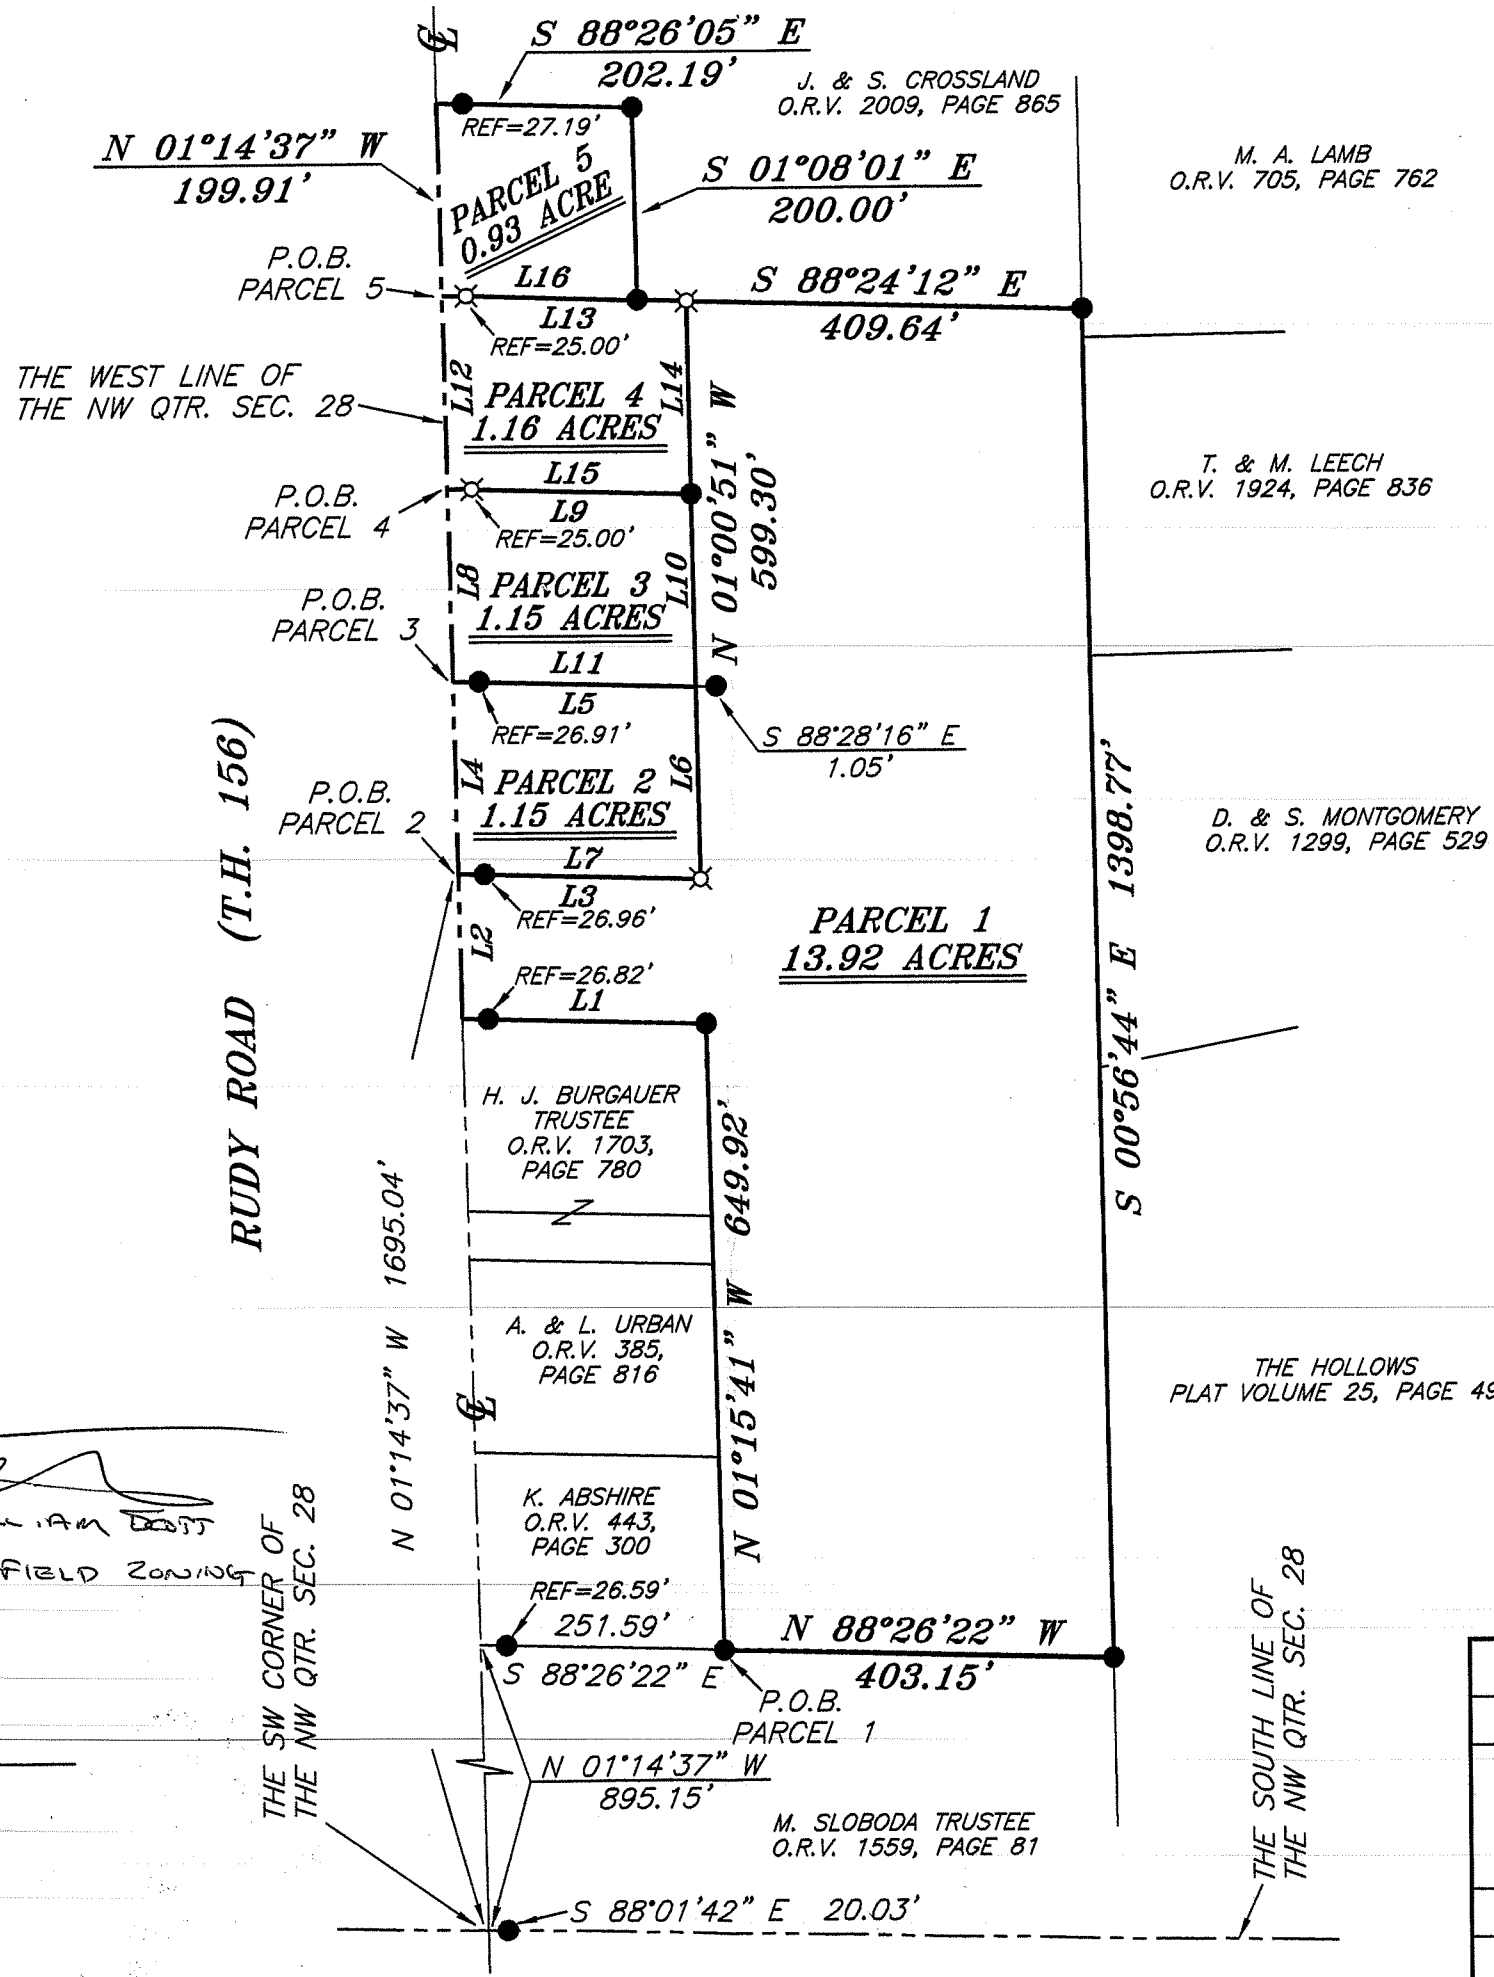 ℄
S 88°26'05" E
202.19'
J. & S. CROSSLAND
O.R.V. 2009, PAGE 865
REF=27.19'
N 01°14'37" W
199.91'
M. A. LAMB
O.R.V. 705, PAGE 762
PARCEL 5
0.93 ACRE
S 01°08'01" E
200.00'
P.O.B.
PARCEL 5
L16
S 88°24'12" E
409.64'
L13
REF=25.00'
THE WEST LINE OF
THE NW QTR. SEC. 28
L12
PARCEL 4
1.16 ACRES
L14
N 01°00'51" W
599.30'
T. & M. LEECH
O.R.V. 1924, PAGE 836
P.O.B.
PARCEL 4
L15
L9
REF=25.00'
L8
PARCEL 3
1.15 ACRES
L10
P.O.B.
PARCEL 3
L11
L5
REF=26.91'
S 88°28'16" E
1.05'
RUDY ROAD (T.H. 156)
L4
PARCEL 2
1.15 ACRES
L6
P.O.B.
PARCEL 2
L7
L3
REF=26.96'
S 00°56'44" E 1398.77'
D. & S. MONTGOMERY
O.R.V. 1299, PAGE 529
PARCEL 1
13.92 ACRES
L2
REF=26.82'
L1
H. J. BURGAUER
TRUSTEE
O.R.V. 1703,
PAGE 780
N 01°14'37" W 1695.04'
N 01°15'41" W 649.92'
A. & L. URBAN
O.R.V. 385,
PAGE 816
℄
THE HOLLOWS
PLAT VOLUME 25, PAGE 49
K. ABSHIRE
O.R.V. 443,
PAGE 300
FIELD ZONING
REF=26.59'
251.59'
S 88°26'22" E
N 88°26'22" W
403.15'
P.O.B.
PARCEL 1
THE SW CORNER OF
THE NW QTR. SEC. 28
N 01°14'37" W
895.15'
M. SLOBODA TRUSTEE
O.R.V. 1559, PAGE 81
THE SOUTH LINE OF
THE NW QTR. SEC. 28
S 88°01'42" E 20.03'